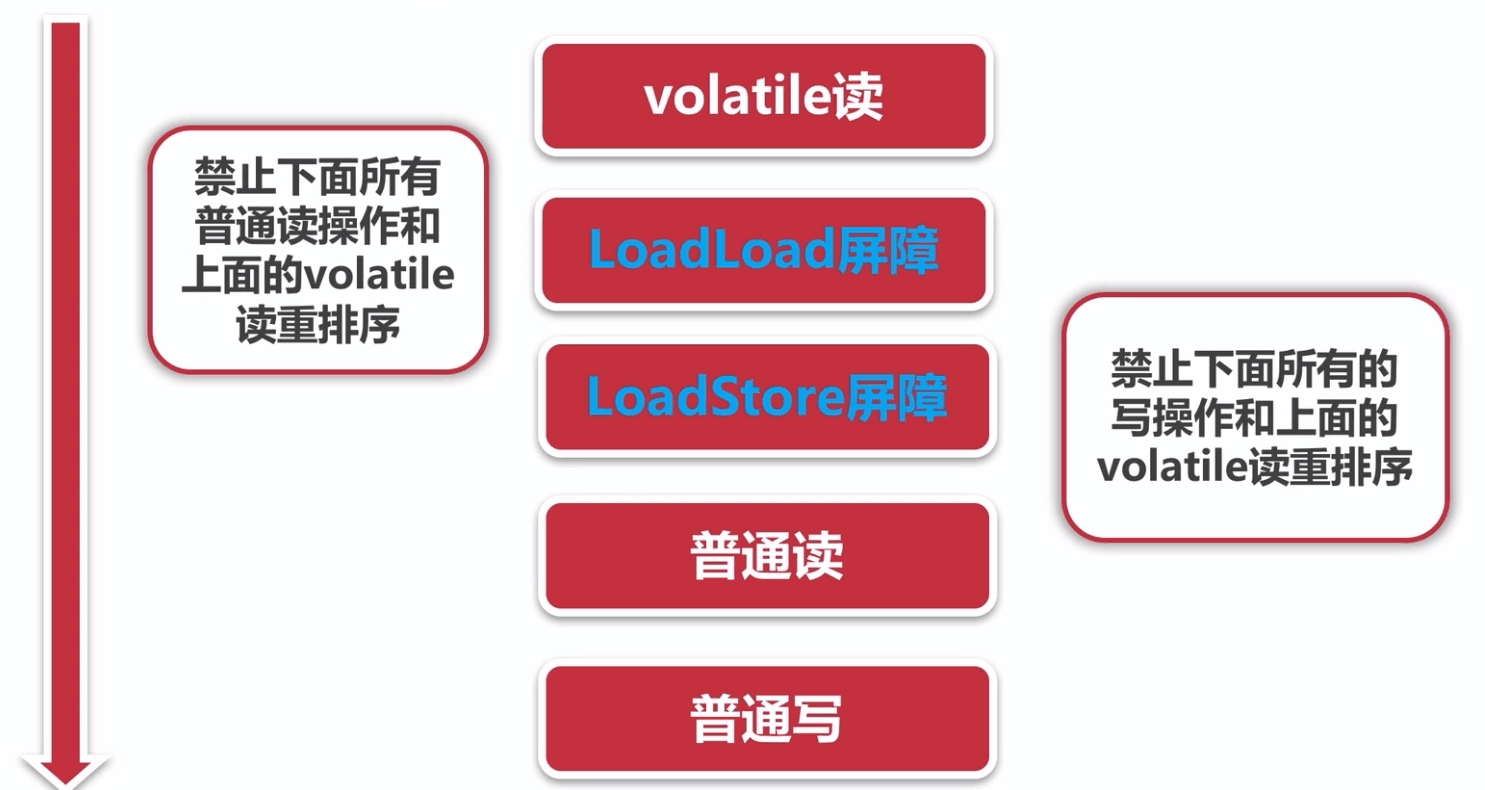 volatile读
禁止下面所有
普通读操作和
上面的volatile
读重排序
LoadLoad屏障
LoadStore屏障
禁止下面所有的
写操作和上面的
volatile读重排序
普通读
普通写